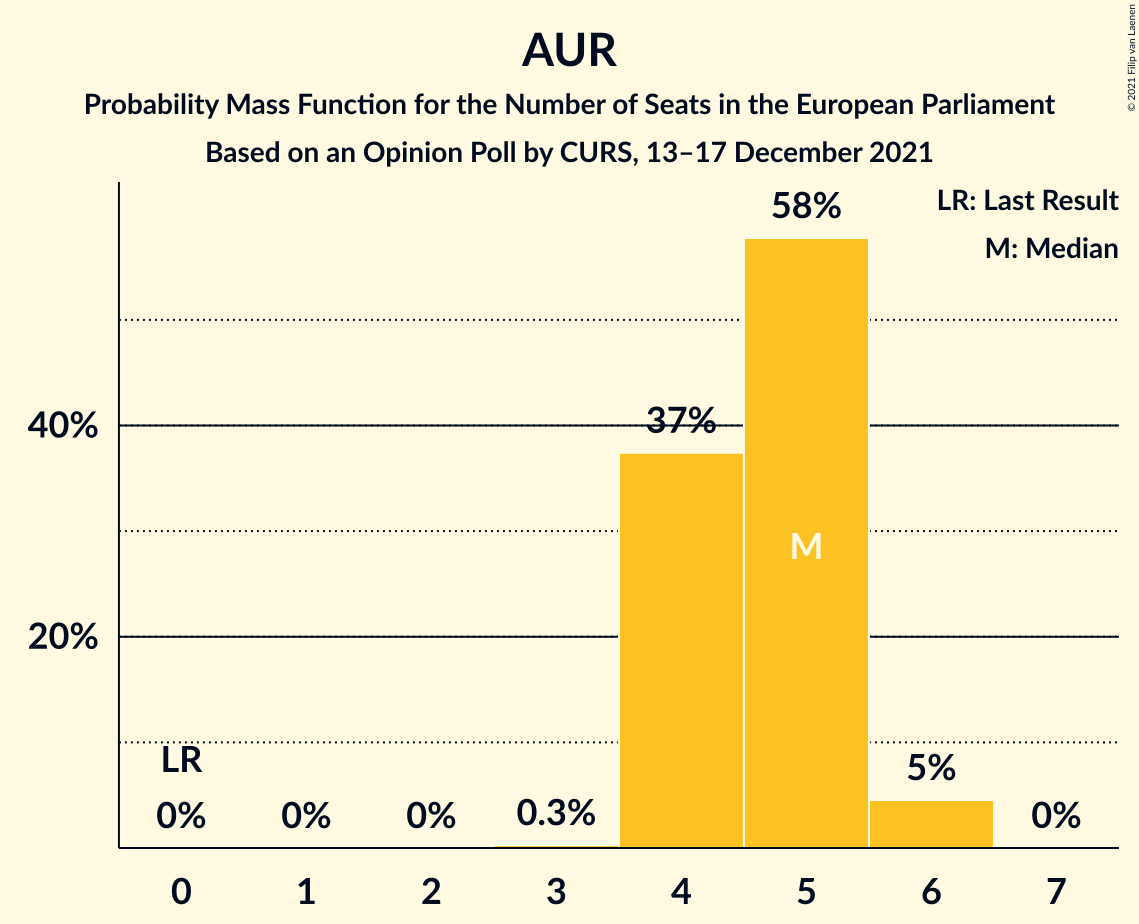 AUR
Probability Mass Function for the Number of Seats in the European Parliament
Based on an Opinion Poll by CURS, 13–17 December 2021
© 2021 Filip van Laenen
LR: Last Result
M: Median
58%
40%
37%
M
20%
LR
0%
0%
0%
0.3%
5%
0%
0
1
2
3
4
5
6
7